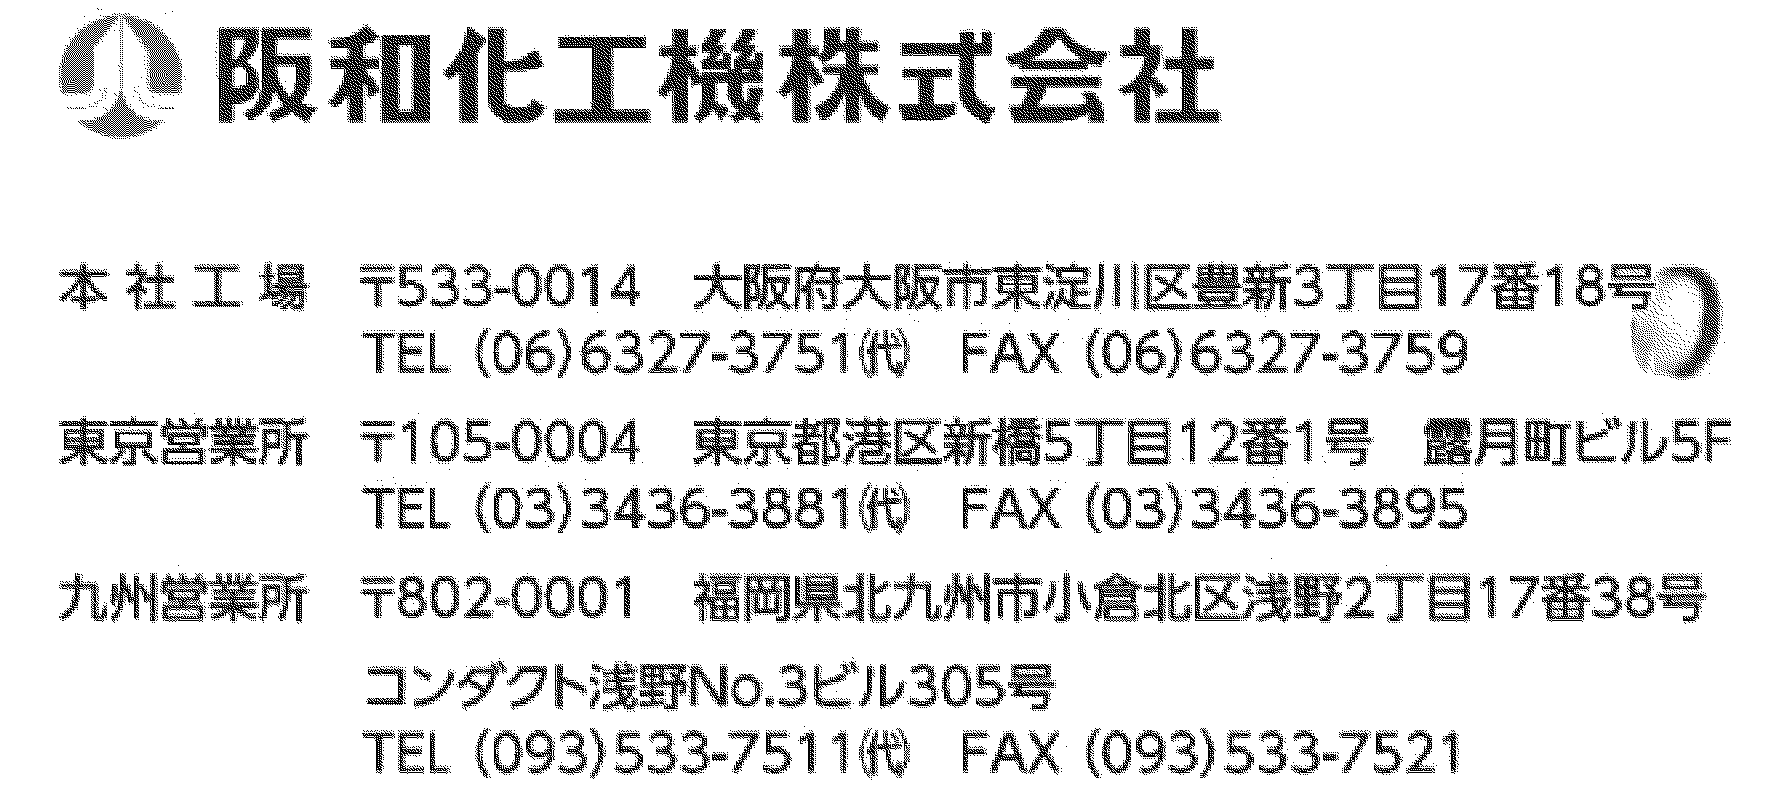 阪和化工機株式会社
本社工場 〒533-0014 大阪府大阪市東淀川区豊新3丁目17番18号
TEL (06)6327-3751㈹ FAX (06)6327-3759
東京営業所 〒105-0004 東京都港区新橋5丁目12番1号 露月町ビル5F
TEL (03)3436-3881㈹ FAX (03)3436-3895
九州営業所 〒802-0001 福岡県北九州市小倉北区浅野2丁目17番38号
コンダクト浅野No.3ビル305号
TEL (093)533-7511㈹ FAX (093)533-7521